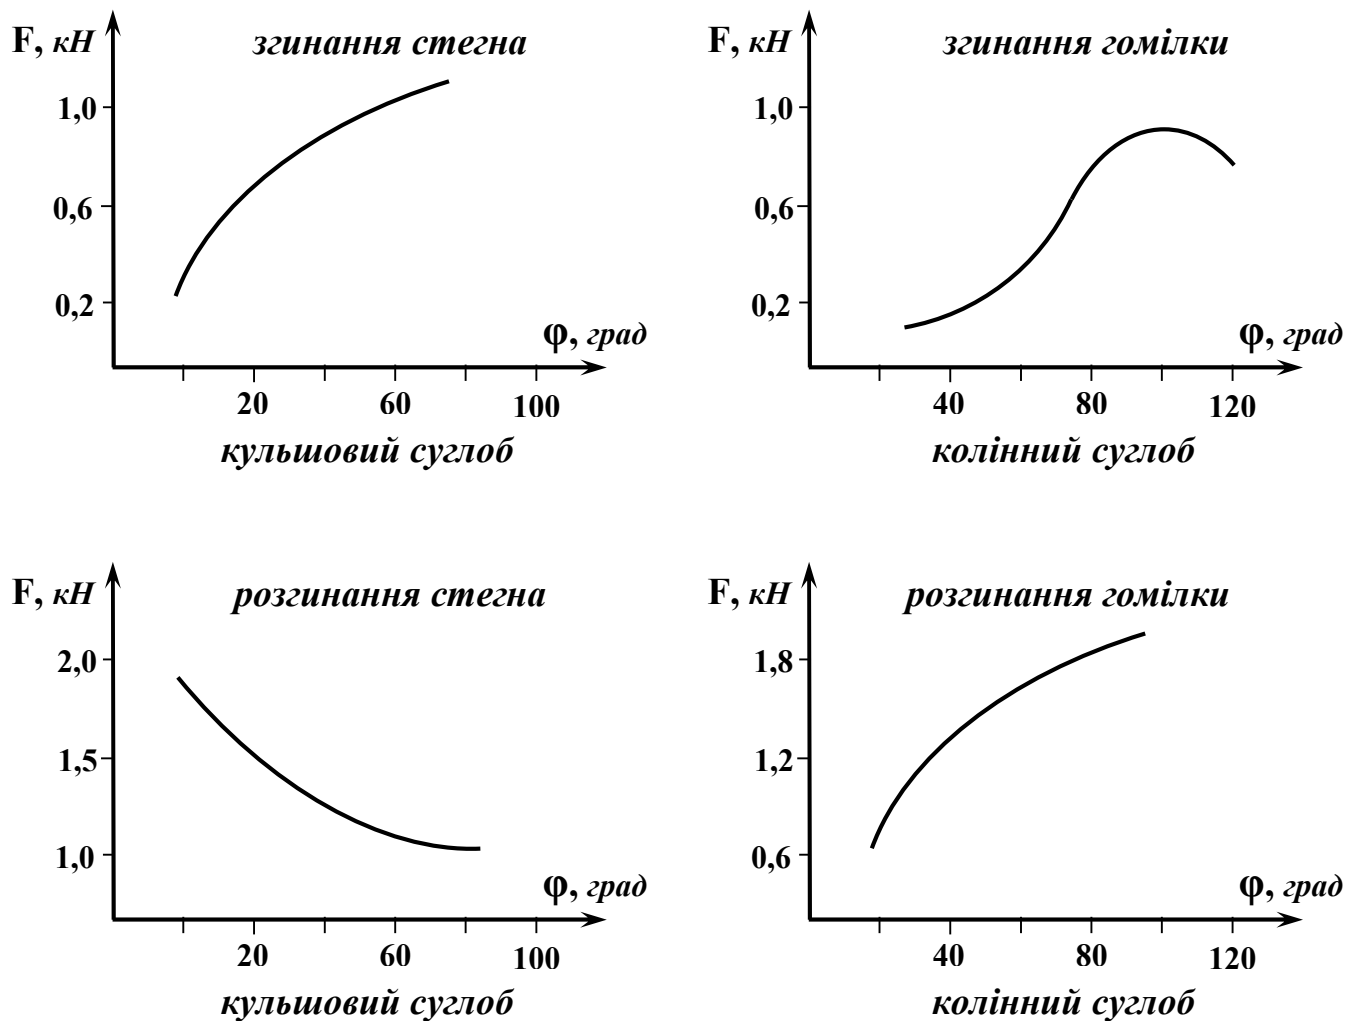 F, кН
згинання стегна
1,0
0,6
0,2
φ, град
20 60 100
кульшовий суглоб
F, кН
згинання гомілки
1,0
0,6
0,2
φ, град
40 80 120
колінний суглоб
F, кН
розгинання стегна
2,0
1,5
1,0
φ, град
20 60 100
кульшовий суглоб
F, кН
розгинання гомілки
1,8
1,2
0,6
φ, град
40 80 120
колінний суглоб